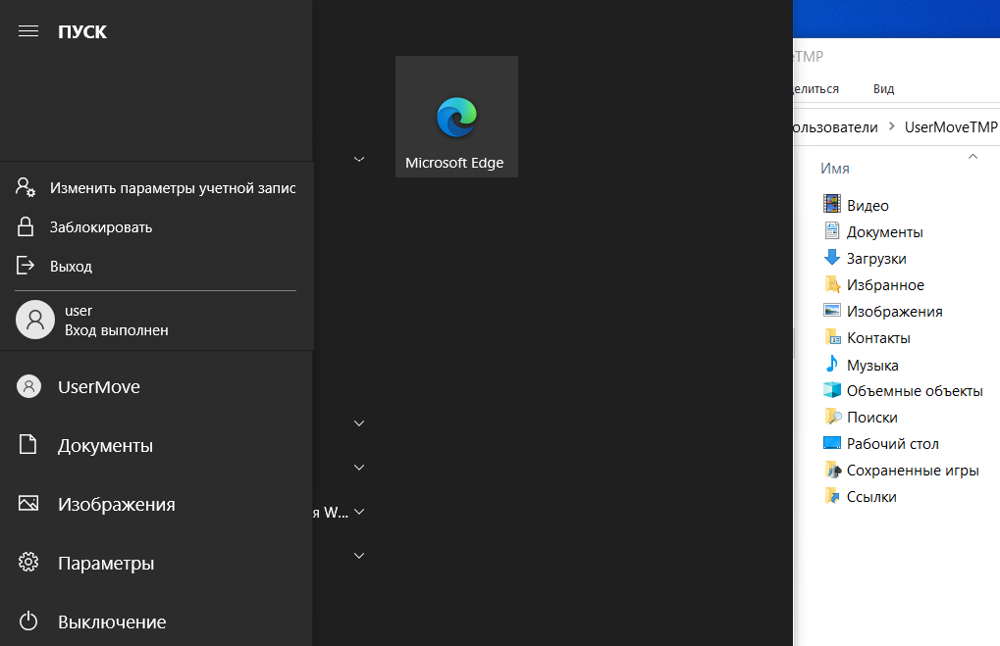 ПУСК
Microsoft Edge
Изменить параметры учетной запис
Заблокировать
Выход
user
Вход выполнен
UserMove
Документы
Изображения
Параметры
Выключение
я W...
eTMP
елиться
Вид
ользователи > UserMoveTMP
Имя
Видео
Документы
Загрузки
Избранное
Изображения
Контакты
Музыка
Объемные объекты
Поиски
Рабочий стол
Сохраненные игры
Ссылки